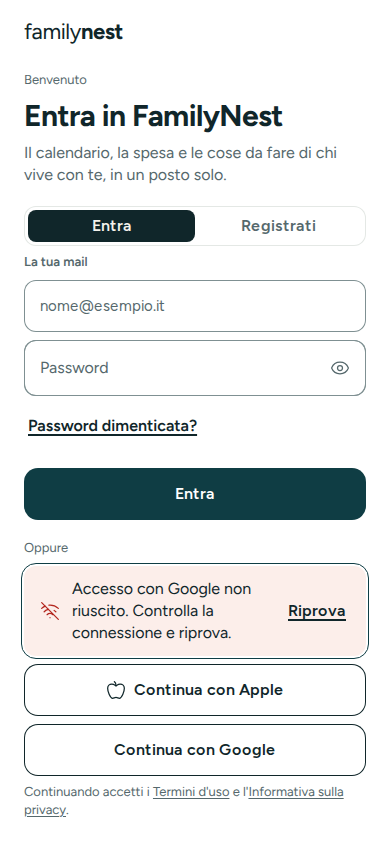 familynest
Benvenuto
Entra in FamilyNest
Il calendario, la spesa e le cose da fare di chi
vive con te, in un posto solo.
Entra
Registrati
La tua mail
nome@esempio.it
Password
Password dimenticata?
Entra
Oppure
Accesso con Google non
riuscito. Controlla la
connessione e riprova.
Riprova
Continua con Apple
Continua con Google
Continuando accetti i Termini d'uso e l'Informativa sulla
privacy.